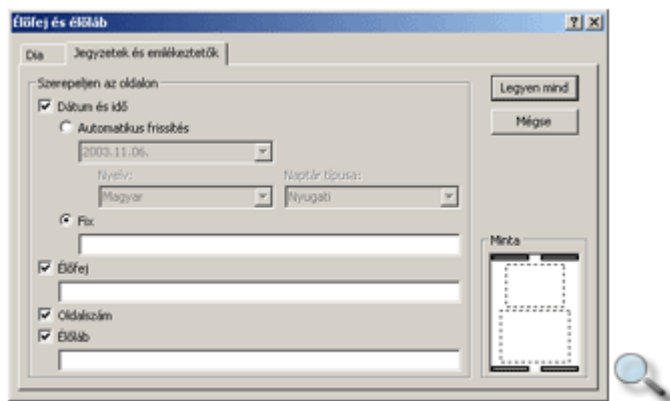 Élőfej és élőláb
Dia
Jegyzetek és emlékeztetők
Szerepeljen az oldalon
Dátum és idő
Automatikus frissítés
2003.11.06.
Nyelv:
Naptár típusa:
Magyar
Nyugati
Fix
Élőfej
Oldalszám
Élőláb
Legyen mind
Mégse
Minta